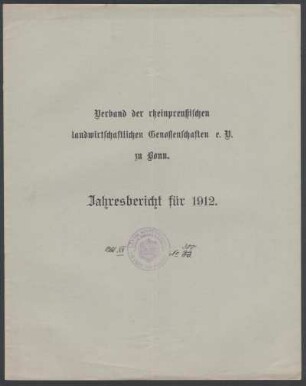 Verband der rheinpreußischen
landwirtschaftlichen Genossenschaften e. V.
zu Bonn.
Jahresbericht für 1912.